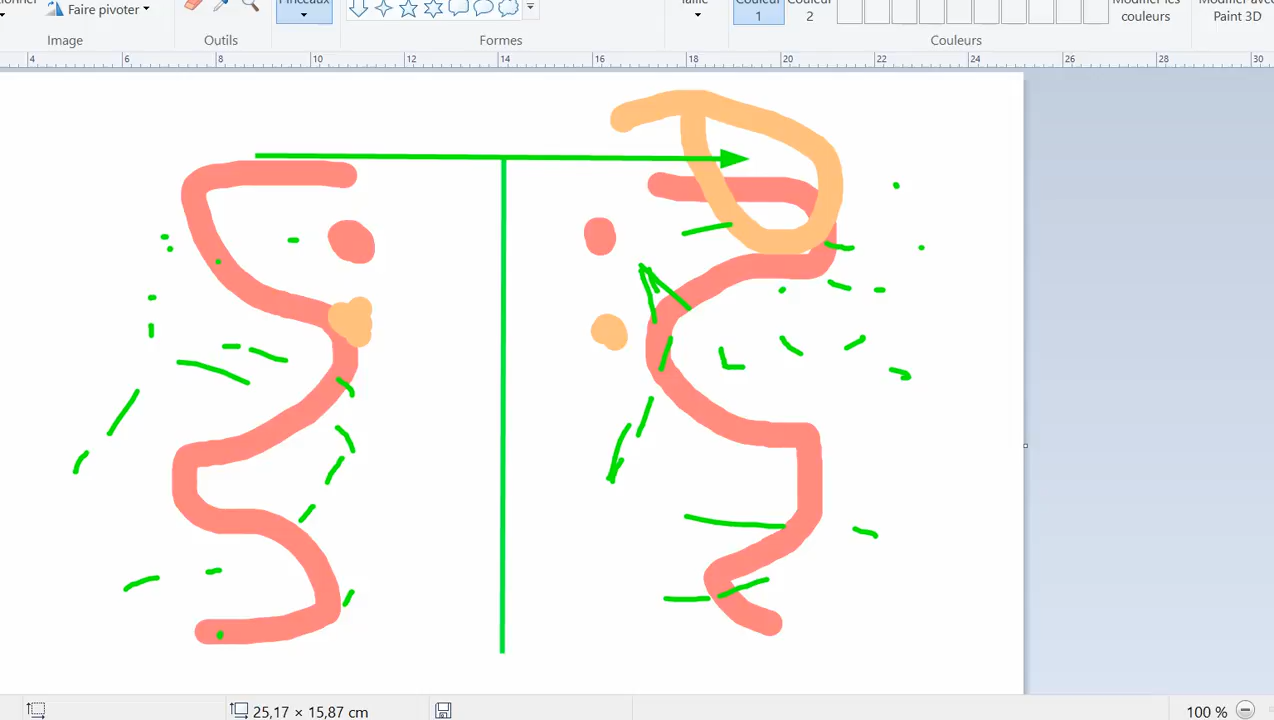 Faire pivoter
Pinceaux
Taille
Couleur
1
Couleur
2
Modifier les
couleurs
Modifier avec
Paint 3D
Image
Outils
Formes
Couleurs
4 6 8 10 12 14 16 18 20 22 24 26 28 30
25,17 × 15,87 cm
100 %